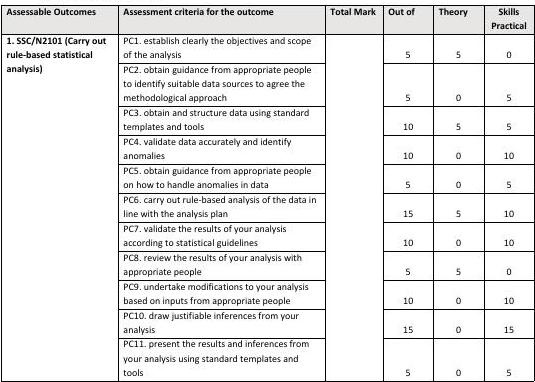 Assessable Outcomes Assessment criteria for the outcome Total Mark Out of Theory Skills
Practical
1. SSC/N2101 (Carry out
rule-based statistical
analysis)
PC1. establish clearly the objectives and scope
of the analysis 5 5 0
PC2. obtain guidance from appropriate people
to identify suitable data sources to agree the
methodological approach 5 0 5
PC3. obtain and structure data using standard
templates and tools 10 5 5
PC4. validate data accurately and identify
anomalies 10 0 10
PC5. obtain guidance from appropriate people
on how to handle anomalies in data 5 0 5
PC6. carry out rule-based analysis of the data in
line with the analysis plan 15 5 10
PC7. validate the results of your analysis
according to statistical guidelines 10 0 10
PC8. review the results of your analysis with
appropriate people 5 5 0
PC9. undertake modifications to your analysis
based on inputs from appropriate people 10 0 10
PC10. draw justifiable inferences from your
analysis 15 0 15
PC11. present the results and inferences from
your analysis using standard templates and
tools 5 0 5